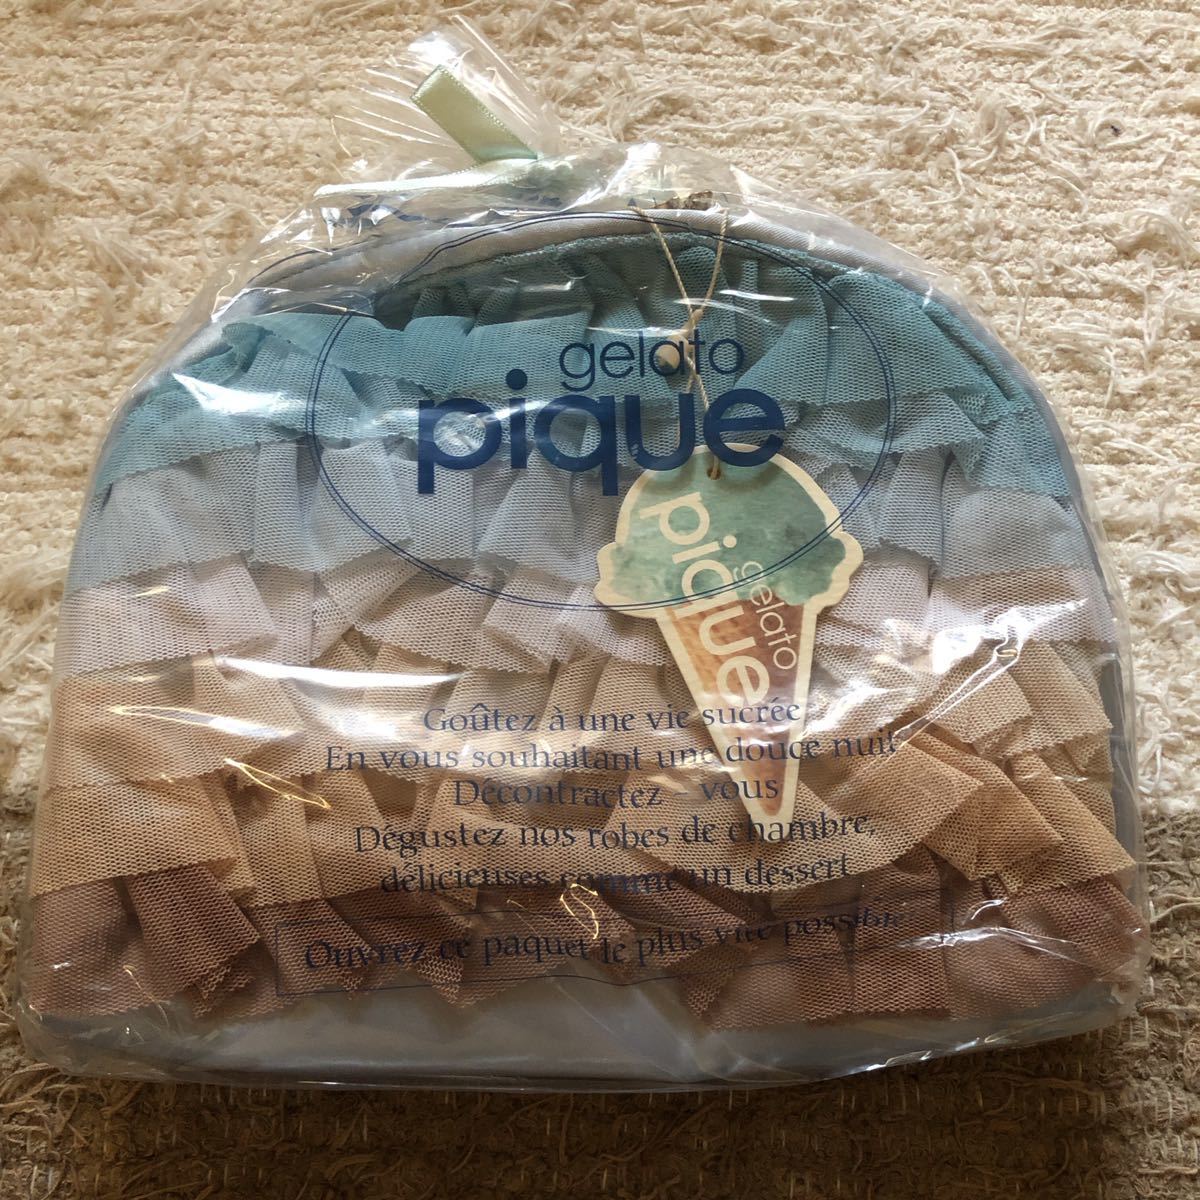 gelato
pique
pique
gelato
Goûtez à une vie sucrée
En vous souhaitant une douce nuit
Décontractez - vous
Dégustez nos robes de chambre,
délicieuses comme un dessert
Ouvrez ce paquet le plus vite possible